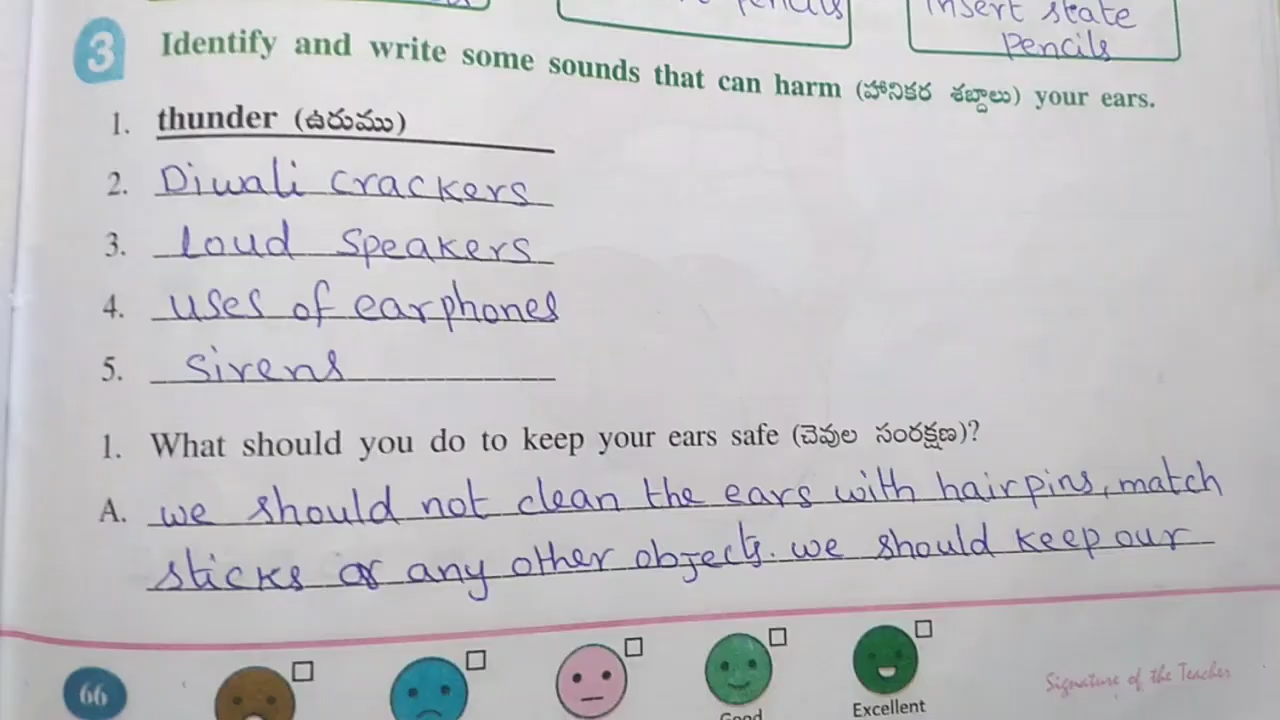 pencils
insert slate
pencils
3 Identify and write some sounds that can harm (హానికర శబ్దాలు) your ears.
1. thunder (ఉరుము)
2. Diwali crackers
3. Loud speakers
4. uses of earphones
5. sirens
1. What should you do to keep your ears safe (చెవుల సంరక్షణ)?
A. we should not clean the ears with hairpins, match
sticks or any other objects. we should keep our
66
Good
Excellent
Signature of the Teacher